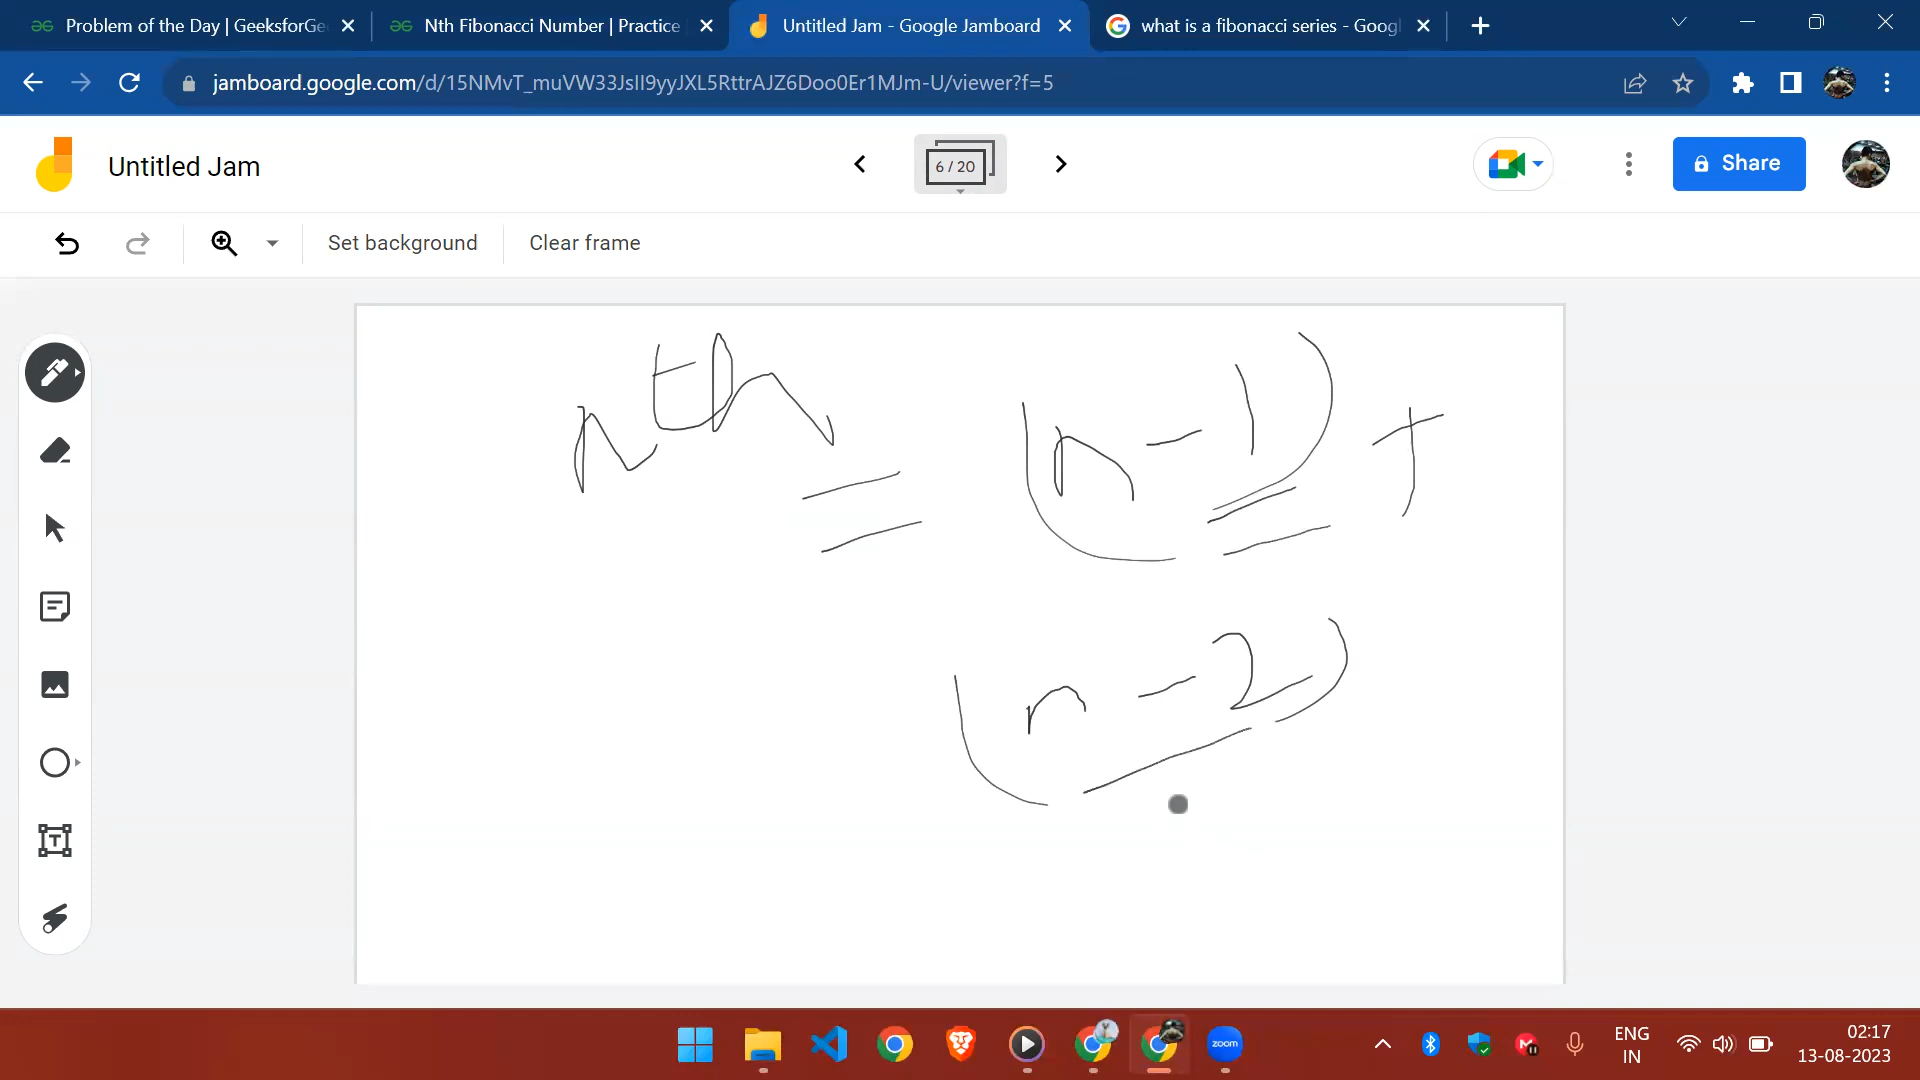 Problem of the Day | GeeksforGe
Nth Fibonacci Number | Practice
Untitled Jam - Google Jamboard
what is a fibonacci series - Goog
jamboard.google.com/d/15NMvT_muVW33JsII9yyJXL5RttrAJZ6Doo0Er1MJm-U/viewer?f=5
Untitled Jam
6 / 20
Share
Set background
Clear frame
nth = (n-1) +
(n-2)
zoom
ENG
IN
02:17
13-08-2023